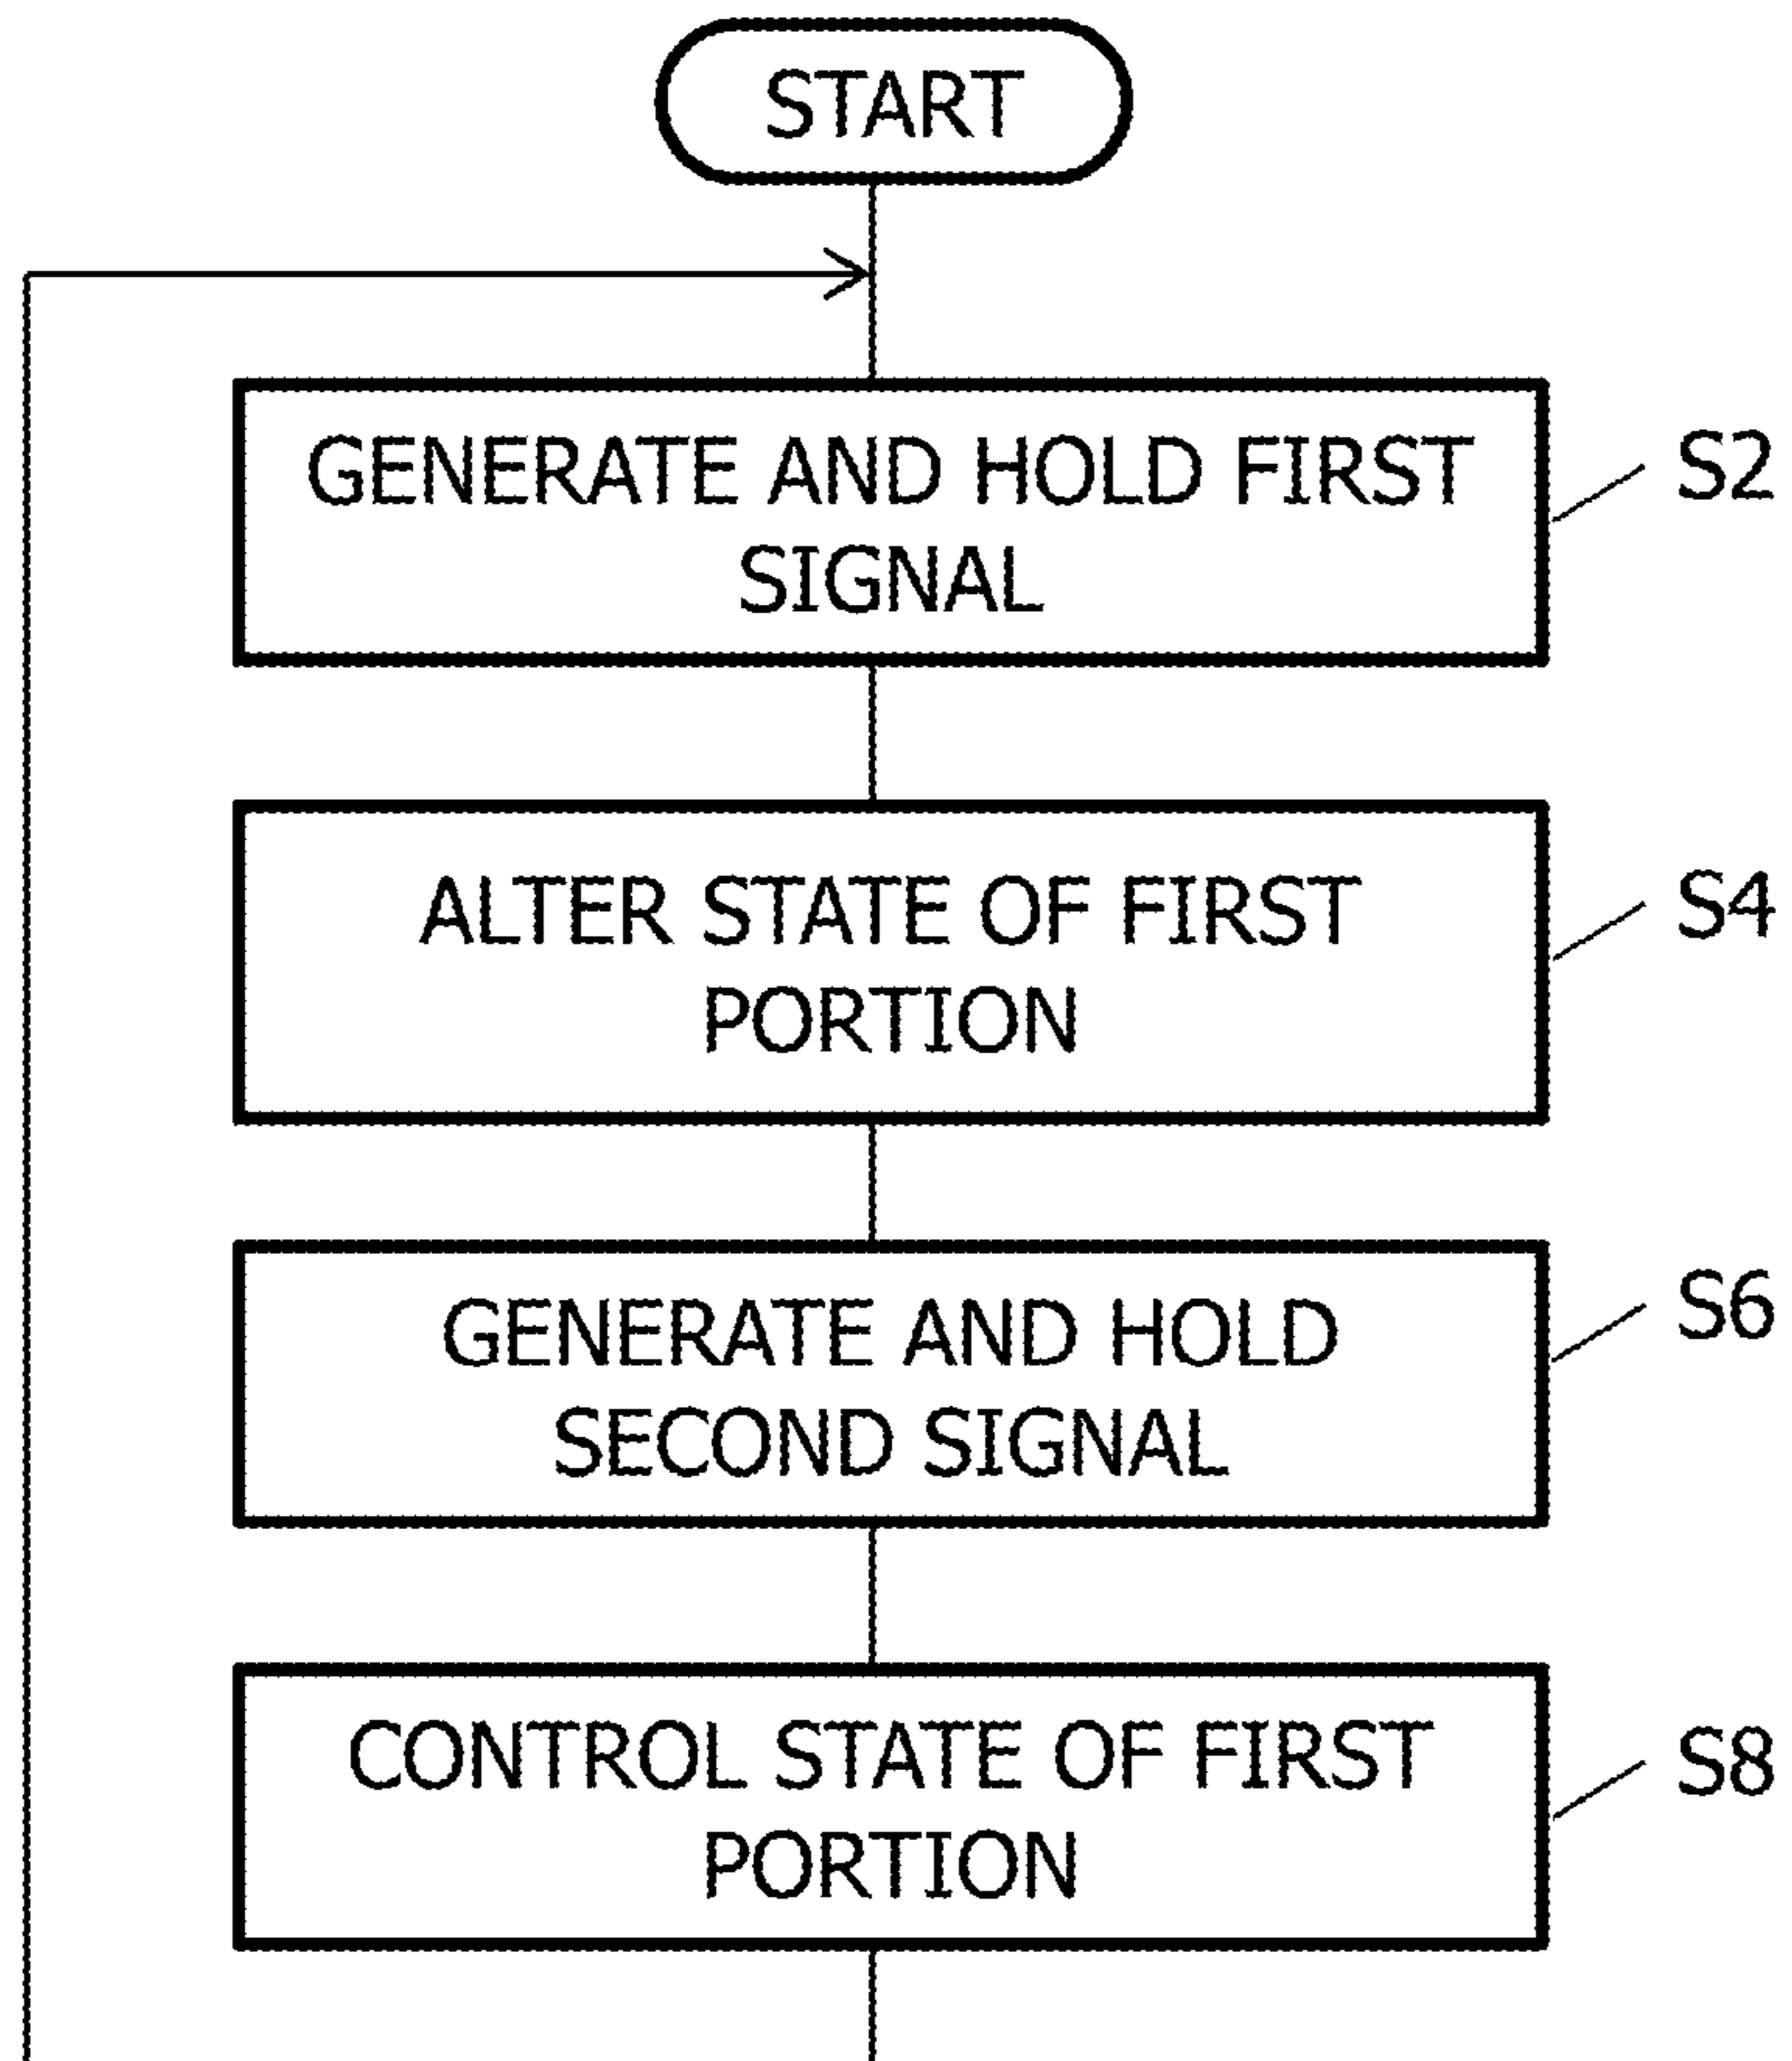 START
GENERATE AND HOLD FIRST
SIGNAL
S2
ALTER STATE OF FIRST
PORTION
S4
GENERATE AND HOLD
SECOND SIGNAL
S6
CONTROL STATE OF FIRST
PORTION
S8